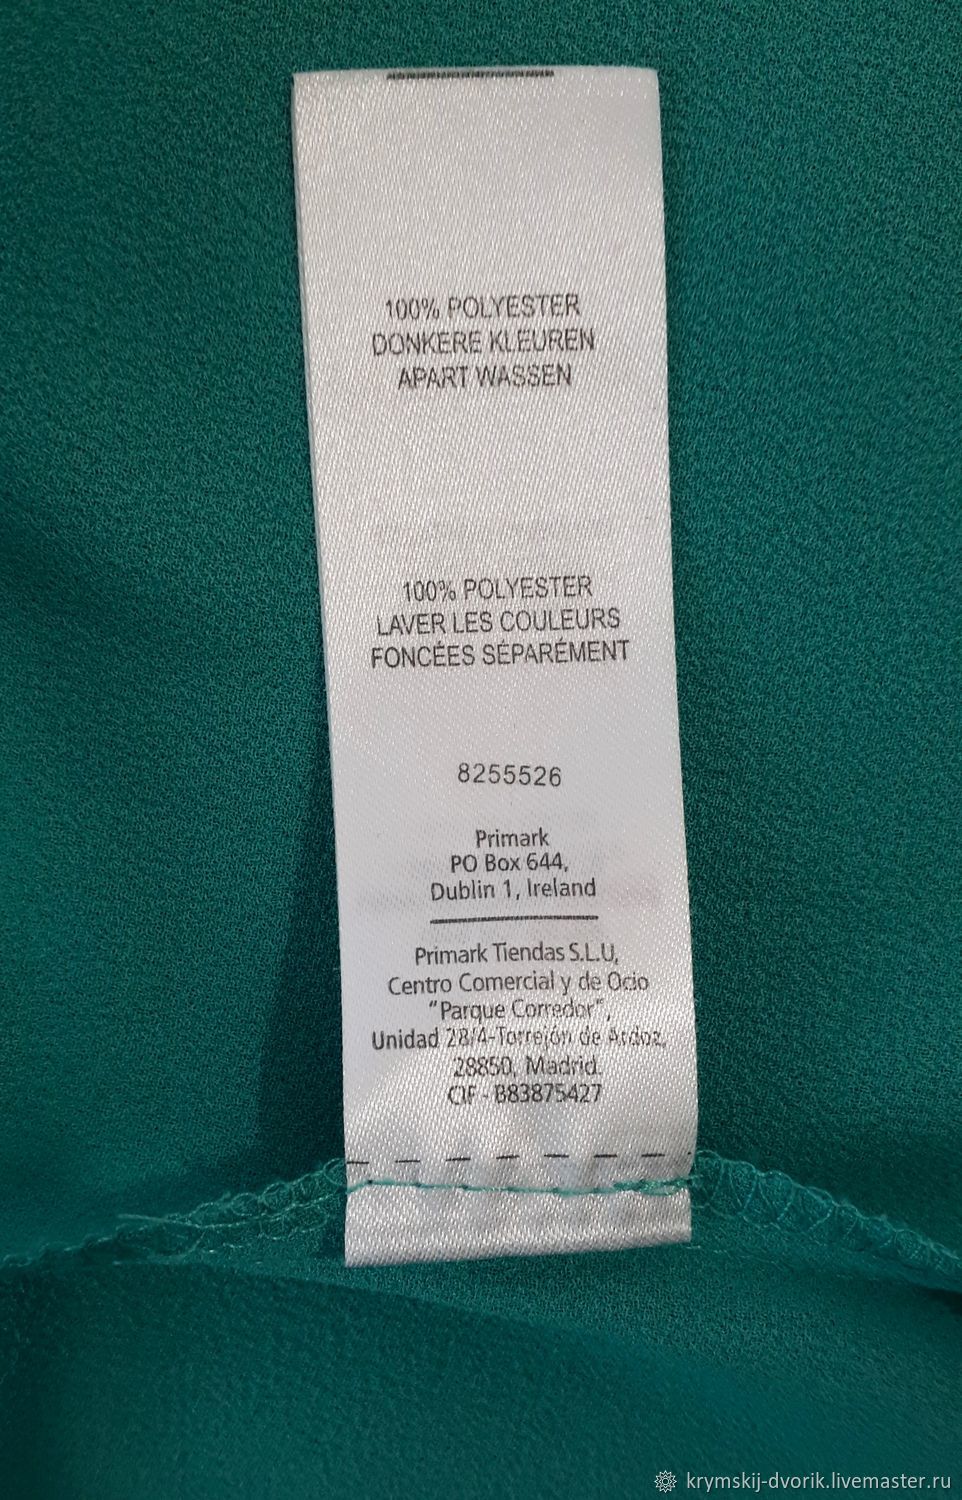 100% POLYESTER
DONKERE KLEUREN
APART WASSEN
100% POLYESTER
LAVER LES COULEURS
FONCÉES SÉPARÉMENT
8255526
Primark
PO Box 644,
Dublin 1, Ireland
Primark Tiendas S.L.U,
Centro Comercial y de Ocio
“Parque Corredor”,
Unidad 28/4-Torrejón de Ardoz,
28850, Madrid.
CIF - B83875427
krymskij-dvorik.livemaster.ru